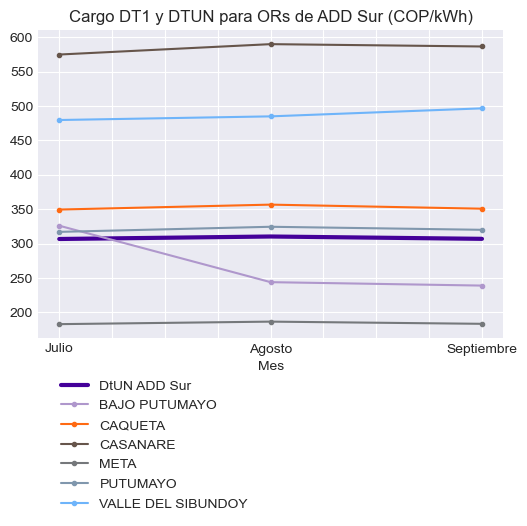 Cargo DT1 y DTUN para ORs de ADD Sur (COP/kWh)
600
550
500
450
400
350
300
250
200
Julio Agosto Septiembre
Mes
DtUN ADD Sur
BAJO PUTUMAYO
CAQUETA
CASANARE
META
PUTUMAYO
VALLE DEL SIBUNDOY